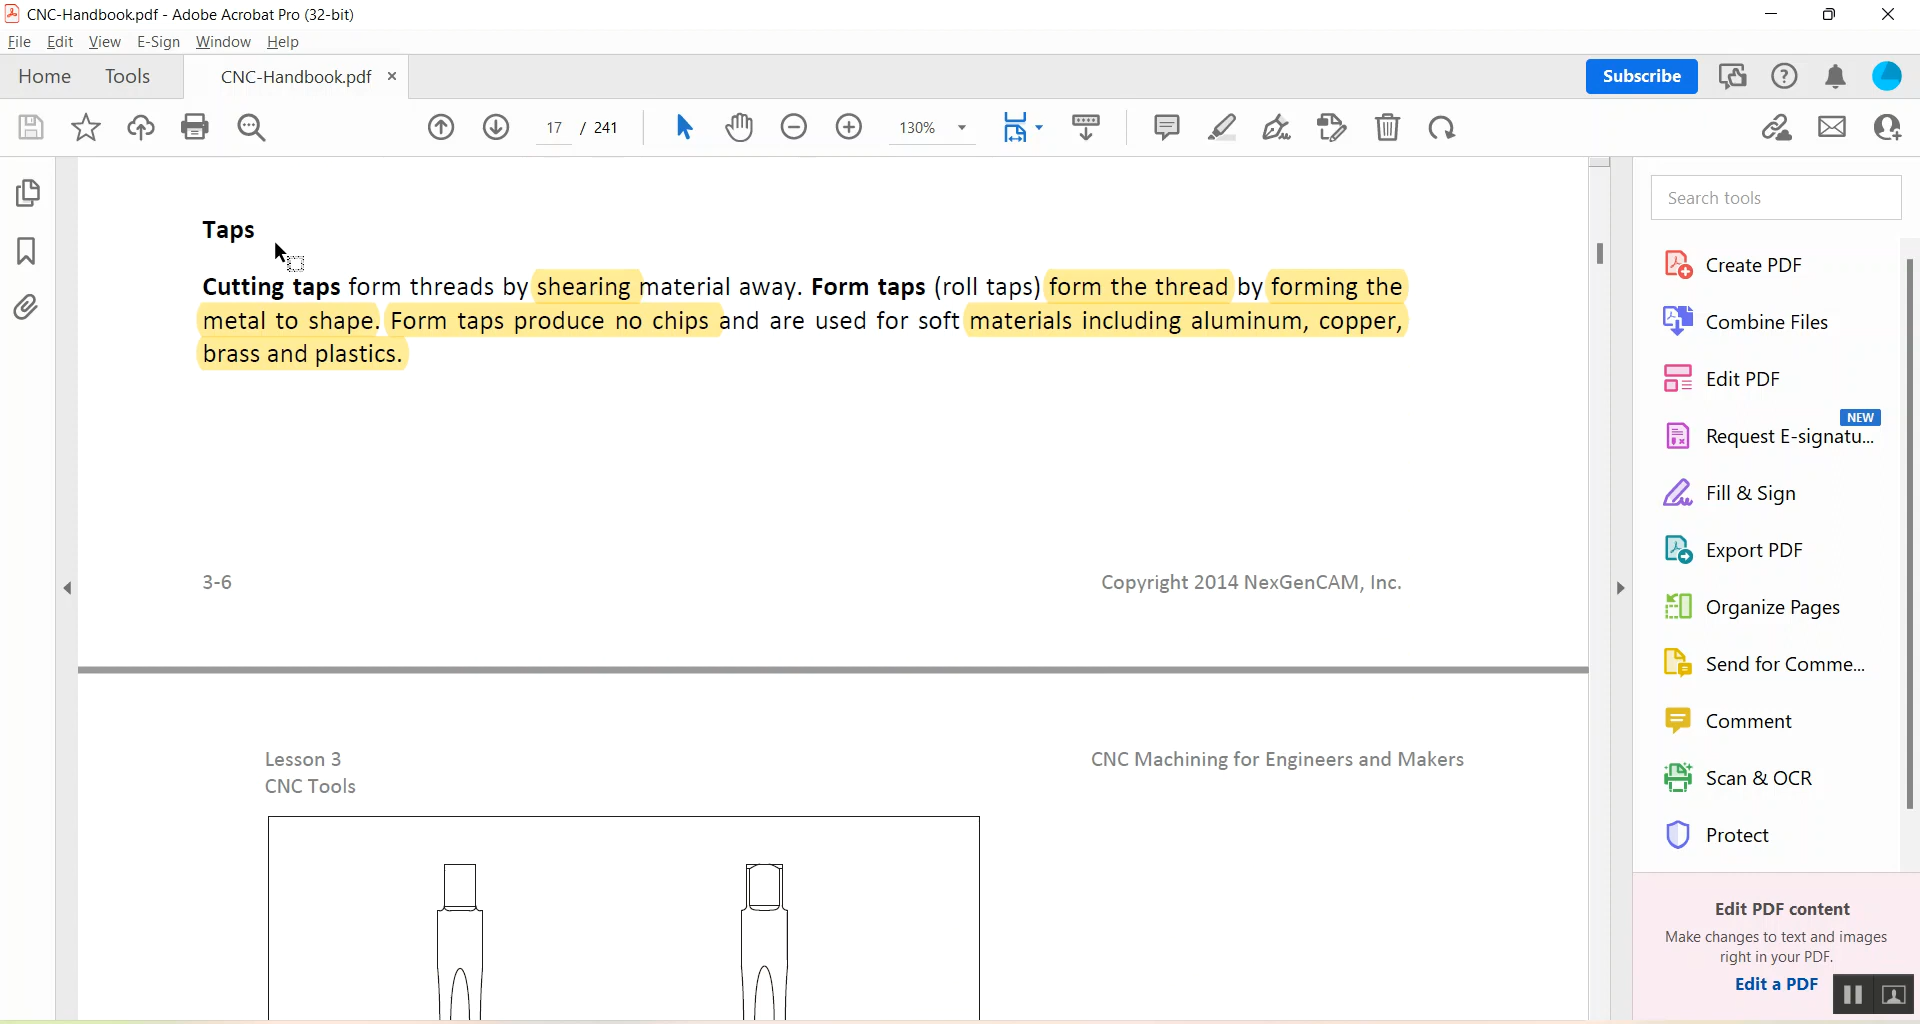 CNC-Handbook.pdf - Adobe Acrobat Pro (32-bit)
File Edit View E-Sign Window Help
Home Tools CNC-Handbook.pdf ×
Subscribe
17 / 241
130%
Search tools
Taps
Cutting taps form threads by shearing material away. Form taps (roll taps) form the thread by forming the
metal to shape. Form taps produce no chips and are used for soft materials including aluminum, copper,
brass and plastics.
3-6
Copyright 2014 NexGenCAM, Inc.
Lesson 3
CNC Tools
CNC Machining for Engineers and Makers
Create PDF
Combine Files
Edit PDF
NEW
Request E-signatu...
Fill & Sign
Export PDF
Organize Pages
Send for Comme...
Comment
Scan & OCR
Protect
Edit PDF content
Make changes to text and images
right in your PDF.
Edit a PDF